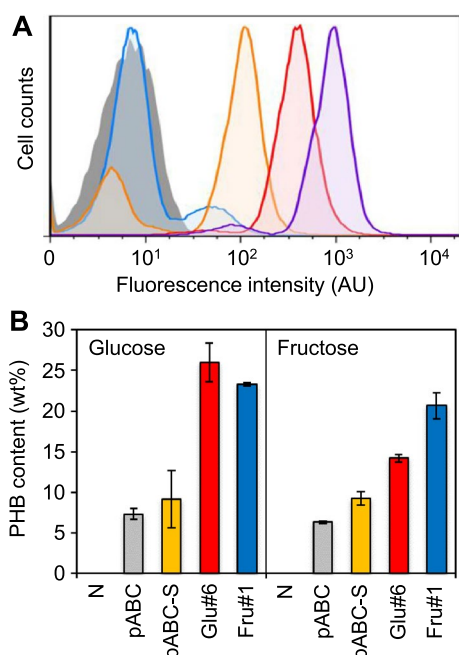 A
Cell counts
0 10¹ 10² 10³ 10⁴
Fluorescence intensity (AU)
B
PHB content (wt%)
30
25
20
15
10
5
0
Glucose Fructose
N pABC pABC-S Glu#6 Fru#1 N pABC pABC-S Glu#6 Fru#1